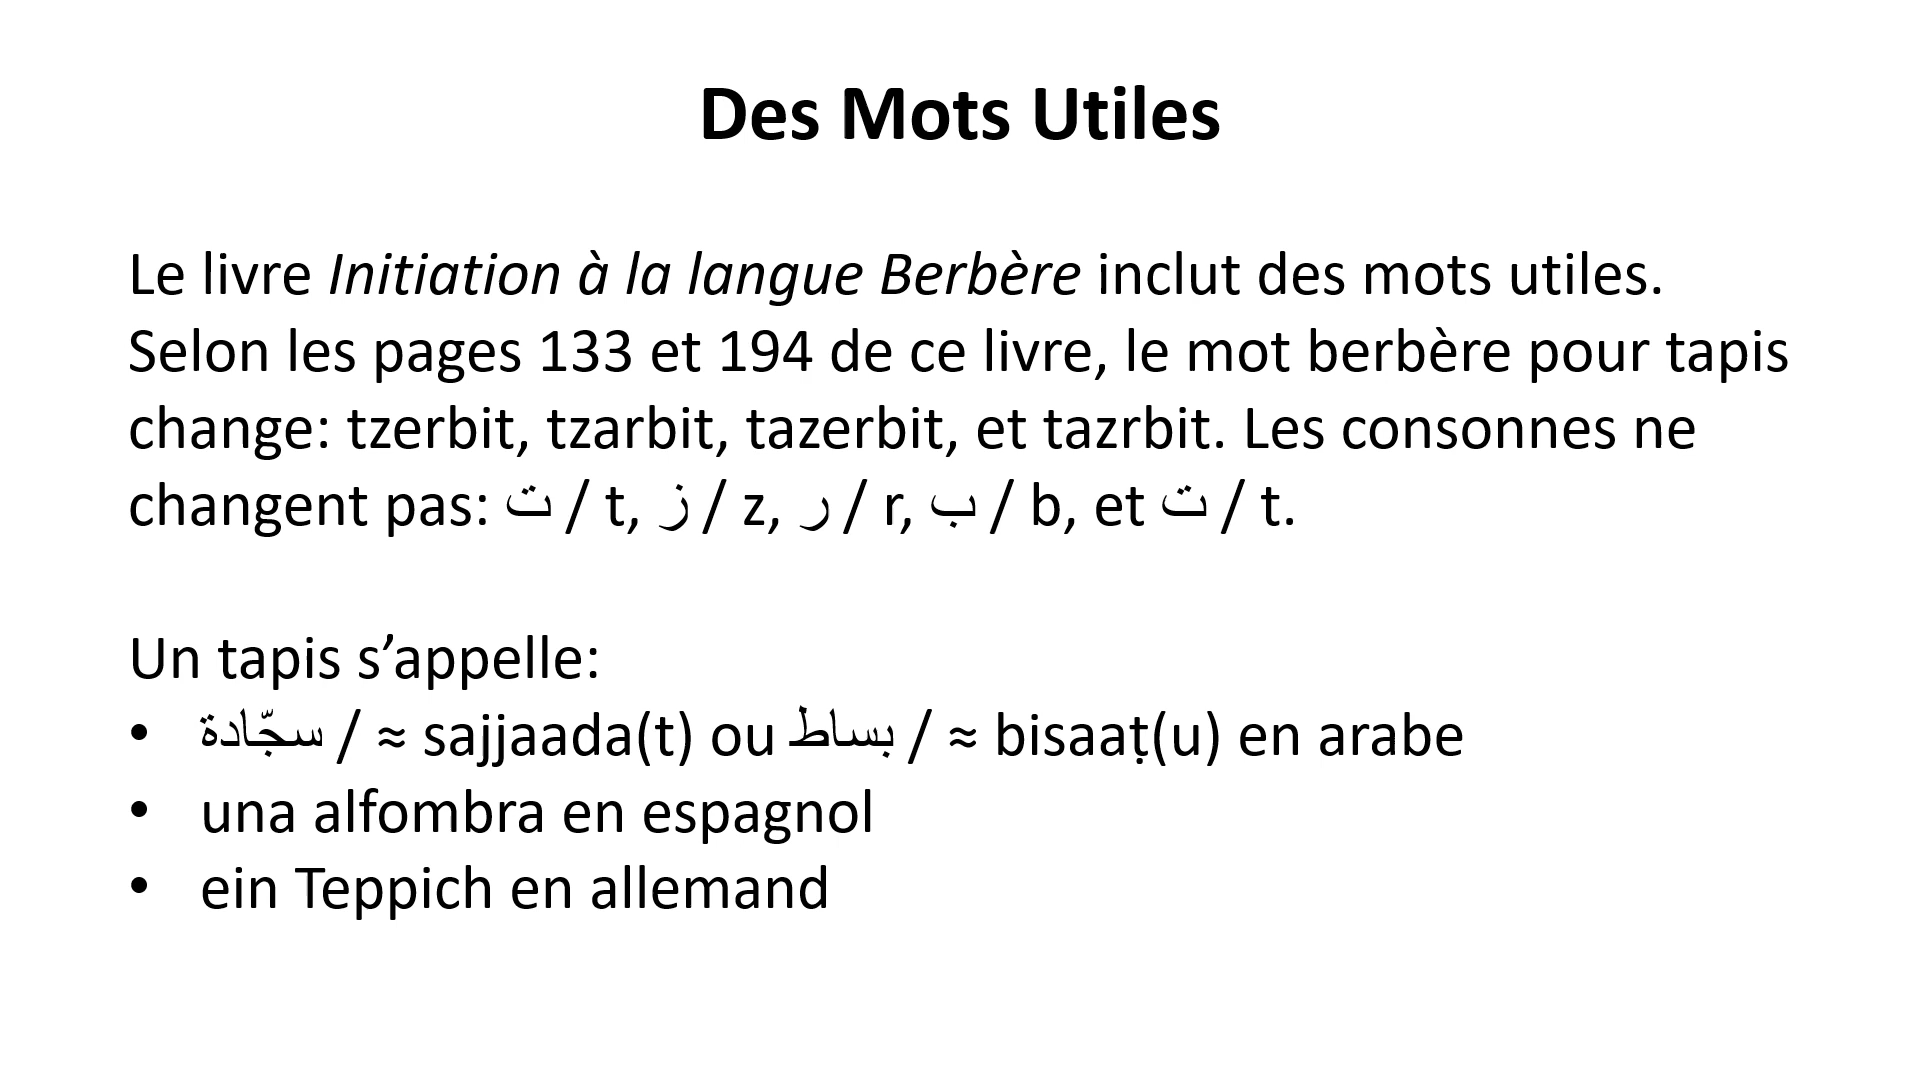 Des Mots Utiles
Le livre Initiation à la langue Berbère inclut des mots utiles.
Selon les pages 133 et 194 de ce livre, le mot berbère pour tapis
change: tzerbit, tzarbit, tazerbit, et tazrbit. Les consonnes ne
changent pas: ت / t, ز / z, ر / r, ب / b, et ت / t.
Un tapis s’appelle:
• سجّادة / ≈ sajjaada(t) ou بساط / ≈ bisaaṭ(u) en arabe
• una alfombra en espagnol
• ein Teppich en allemand